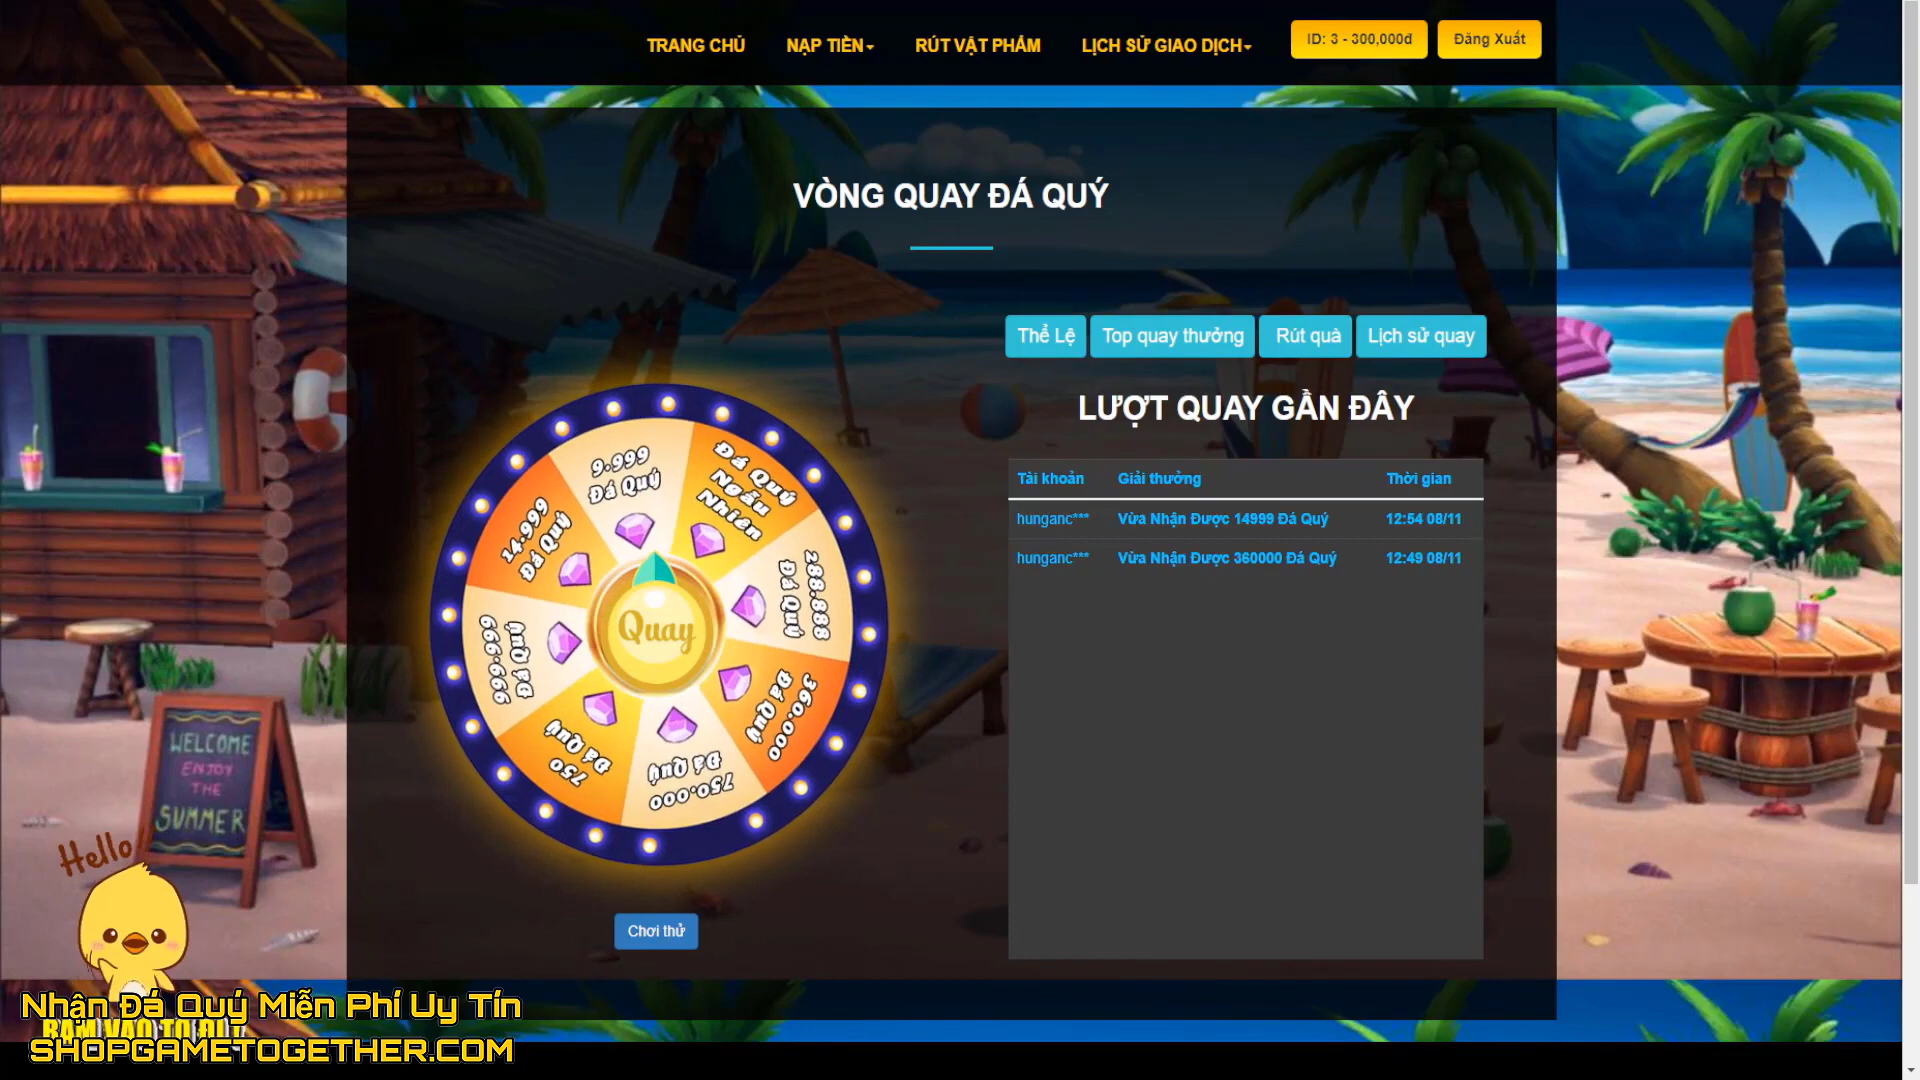 TRANG CHỦ
NẠP TIỀN
RÚT VẬT PHẨM
LỊCH SỬ GIAO DỊCH
ID: 3 - 300,000đ
Đăng Xuất
VÒNG QUAY ĐÁ QUÝ
Thể Lệ
Top quay thưởng
Rút quà
Lịch sử quay
LƯỢT QUAY GẦN ĐÂY
Tài khoản Giải thưởng Thời gian
hunganc*** Vừa Nhận Được 14999 Đá Quý 12:54 08/11
hunganc*** Vừa Nhận Được 360000 Đá Quý 12:49 08/11
9.999
Đá Quý
Đá Quý
Ngẫu
Nhiên
288.888
Đá Quý
360.000
Đá Quý
750.000
Đá Quý
750
Đá Quý
666.666
Đá Quý
14.999
Đá Quý
Quay
Chơi thử
WELCOME
ENJOY
THE
SUMMER
Hello
Nhận Đá Quý Miễn Phí Uy Tín
SHOPGAMETOGETHER.COM